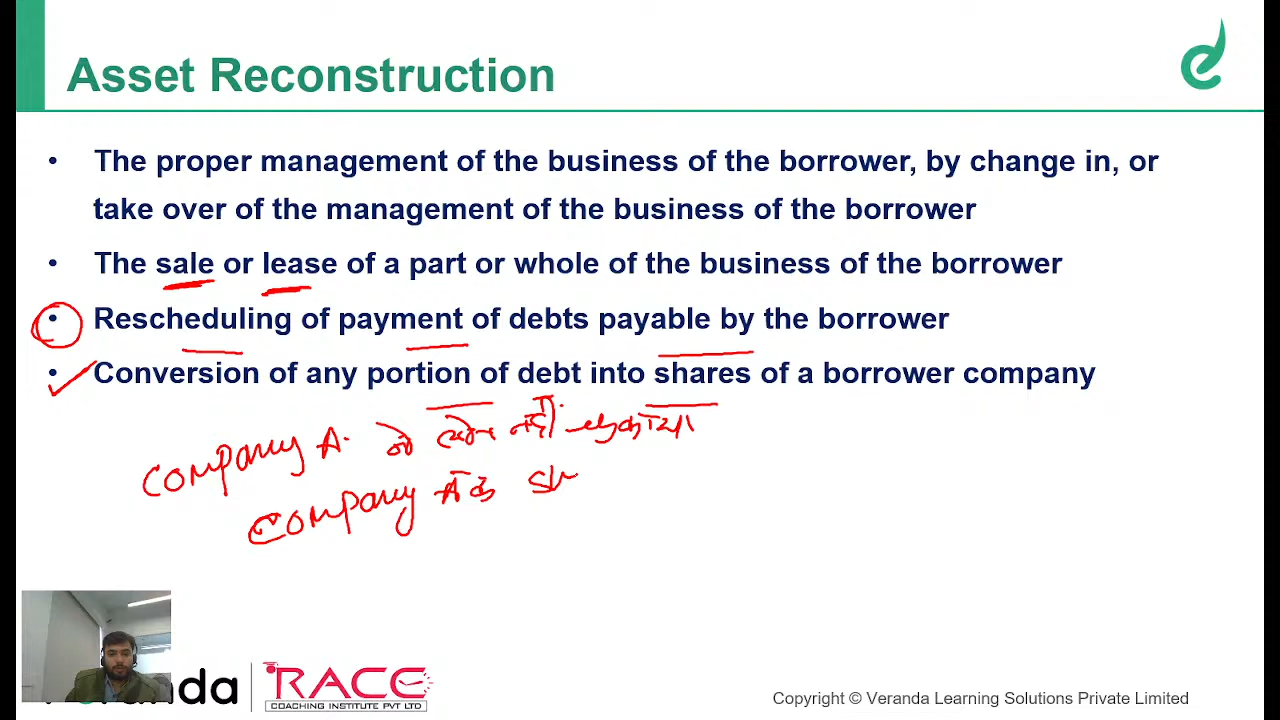 Asset Reconstruction
• The proper management of the business of the borrower, by change in, or
take over of the management of the business of the borrower
• The sale or lease of a part or whole of the business of the borrower
• Rescheduling of payment of debts payable by the borrower
• Conversion of any portion of debt into shares of a borrower company
Company A. ने लोन नहीं
Company A के Sh
nda
RACE
COACHING INSTITUTE PVT LTD
Copyright © Veranda Learning Solutions Private Limited